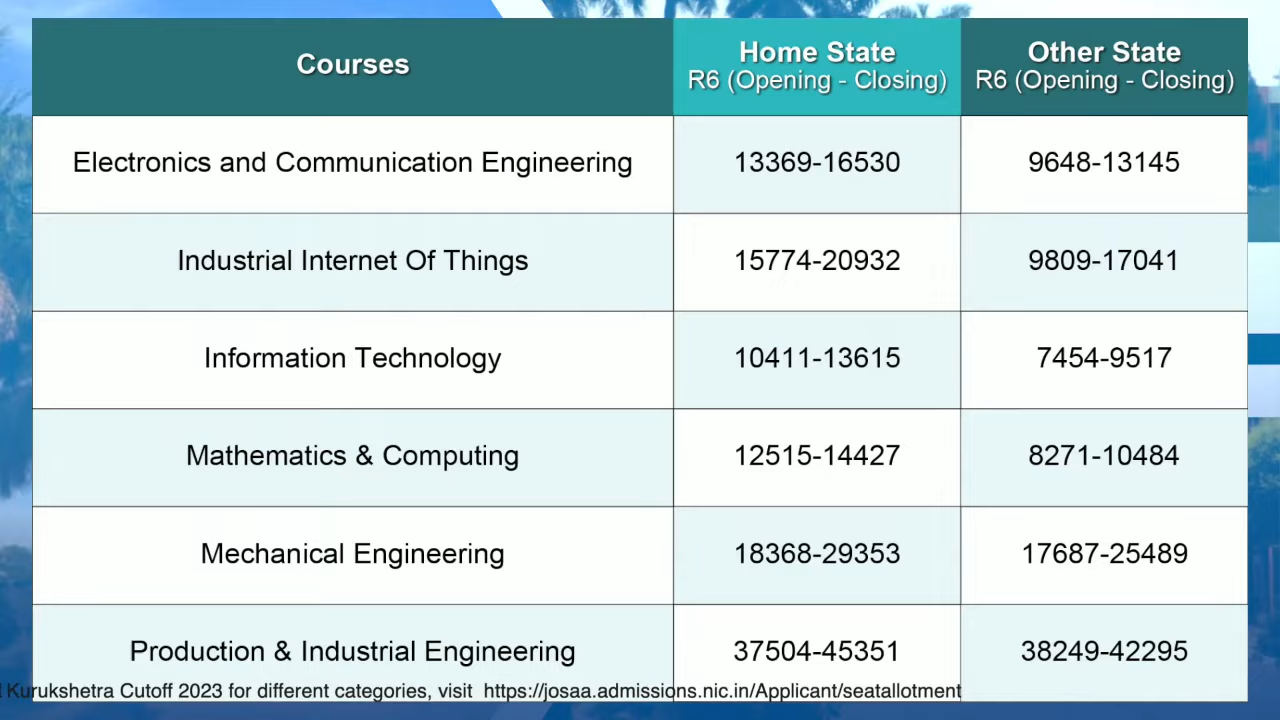 Courses
Home State
R6 (Opening - Closing)
Other State
R6 (Opening - Closing)
Electronics and Communication Engineering
13369-16530
9648-13145
Industrial Internet Of Things
15774-20932
9809-17041
Information Technology
10411-13615
7454-9517
Mathematics & Computing
12515-14427
8271-10484
Mechanical Engineering
18368-29353
17687-25489
Production & Industrial Engineering
37504-45351
38249-42295
Kurukshetra Cutoff 2023 for different categories, visit https://josaa.admissions.nic.in/Applicant/seatallotment